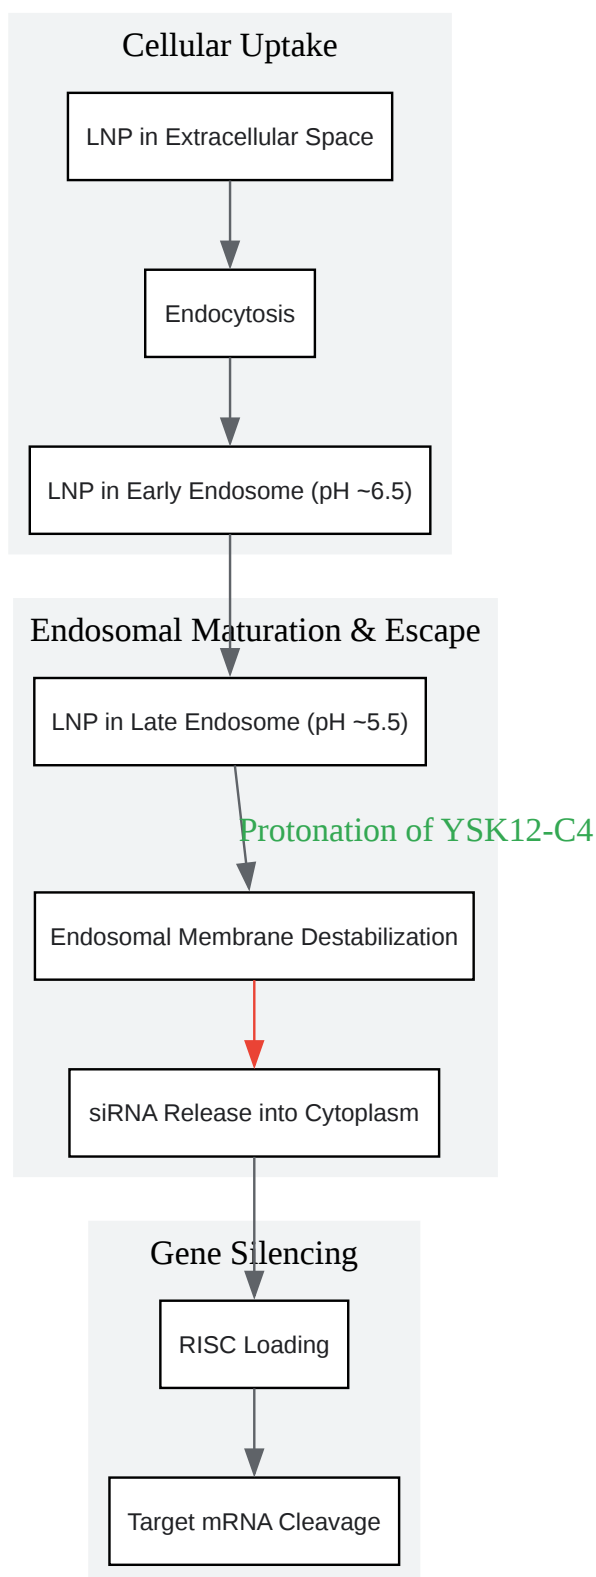 Cellular Uptake
LNP in Extracellular Space
Endocytosis
LNP in Early Endosome (pH ~6.5)
Endosomal Maturation & Escape
LNP in Late Endosome (pH ~5.5)
Protonation of YSK12-C4
Endosomal Membrane Destabilization
siRNA Release into Cytoplasm
Gene Silencing
RISC Loading
Target mRNA Cleavage